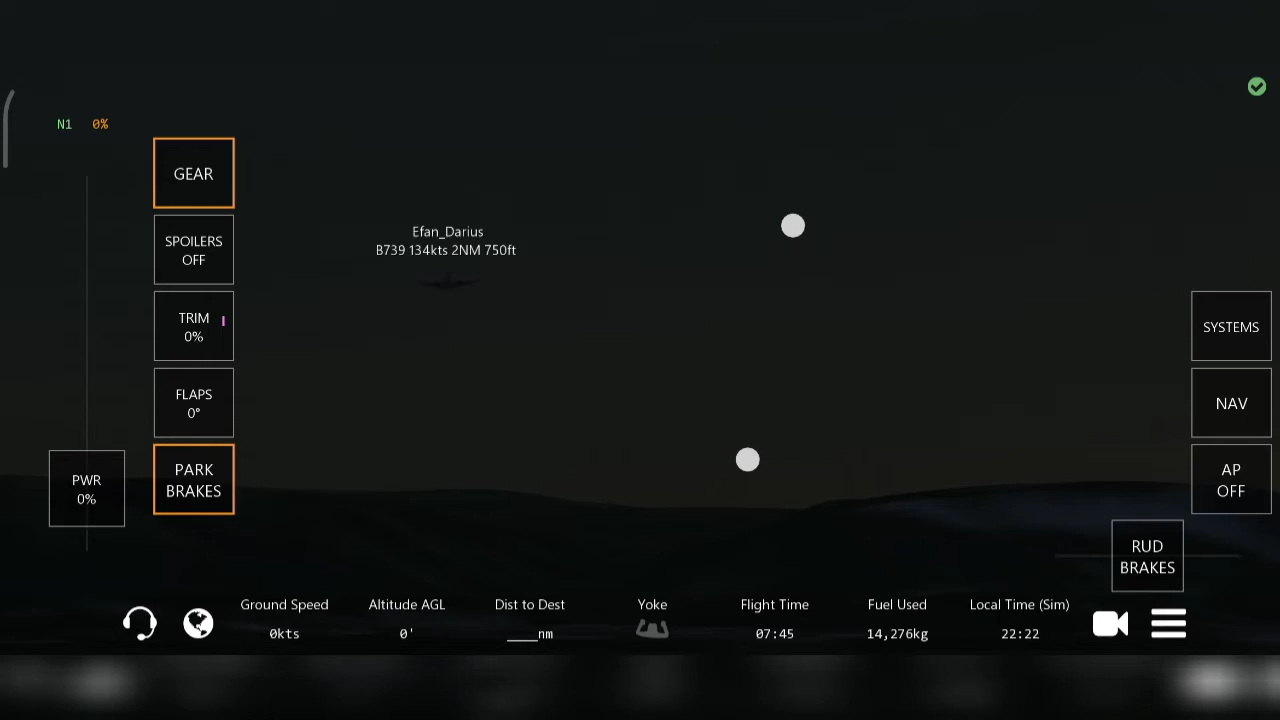 N1 0%
GEAR
SPOILERS
OFF
TRIM
0%
FLAPS
0°
PARK
BRAKES
PWR
0%
Efan_Darius
B739 134kts 2NM 750ft
SYSTEMS
NAV
AP
OFF
RUD
BRAKES
Ground Speed
0kts
Altitude AGL
0'
Dist to Dest
____nm
Yoke
Flight Time
07:45
Fuel Used
14,276kg
Local Time (Sim)
22:22